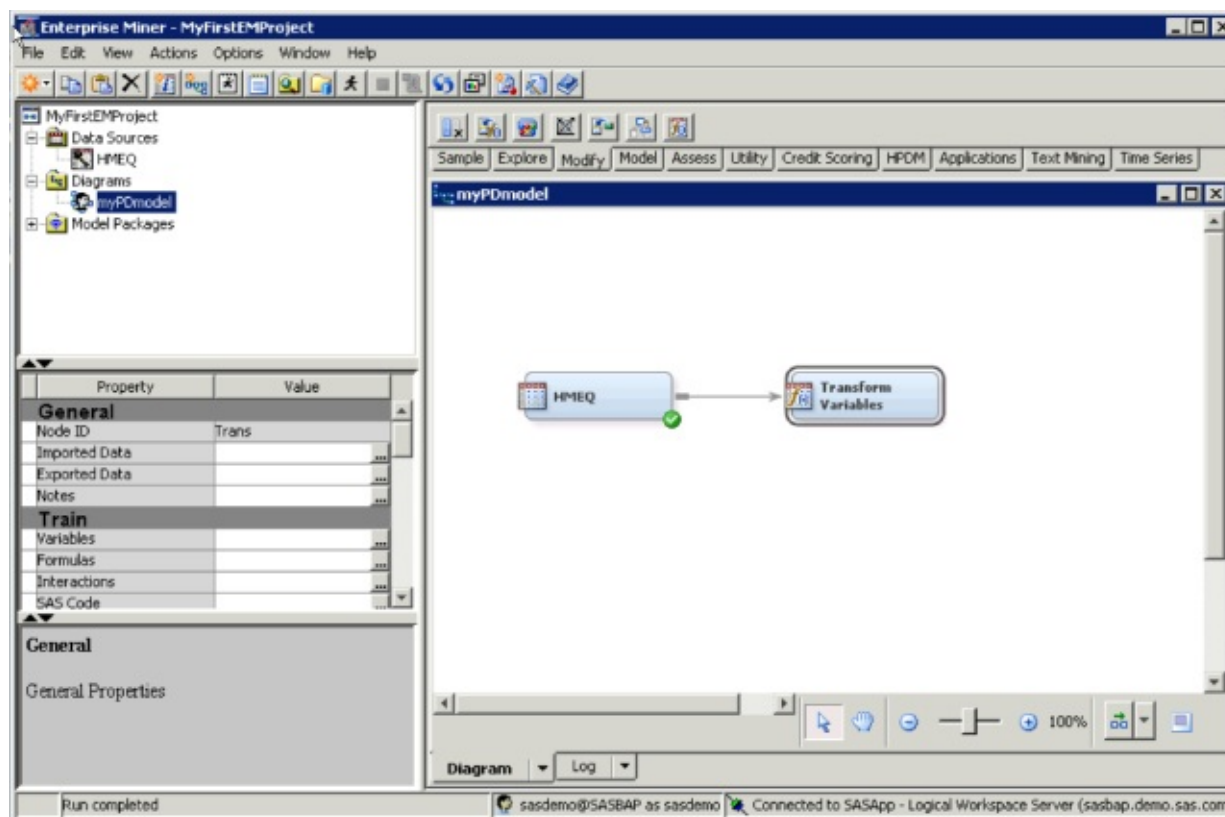 Enterprise Miner - MyFirstEMProject
File Edit View Actions Options Window Help
MyFirstEMProject
Data Sources
HMEQ
Diagrams
myPDmodel
Model Packages
Sample Explore Modify Model Assess Utility Credit Scoring HPDM Applications Text Mining Time Series
myPDmodel
HMEQ
Transform
Variables
Property Value
General
Node ID Trans
Imported Data ...
Exported Data ...
Notes ...
Train
Variables ...
Formulas ...
Interactions ...
SAS Code ...
General
General Properties
100%
Diagram Log
Run completed
sasdemo@SASBAP as sasdemo
Connected to SASApp - Logical Workspace Server (sasbap.demo.sas.com